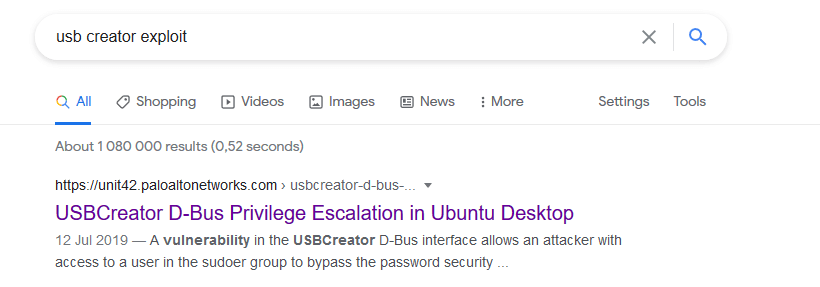 usb creator exploit
All Shopping Videos Images News More Settings Tools
About 1 080 000 results (0,52 seconds)
https://unit42.paloaltonetworks.com › usbcreator-d-bus-...
USBCreator D-Bus Privilege Escalation in Ubuntu Desktop
12 Jul 2019 — A vulnerability in the USBCreator D-Bus interface allows an attacker with
access to a user in the sudoer group to bypass the password security ...